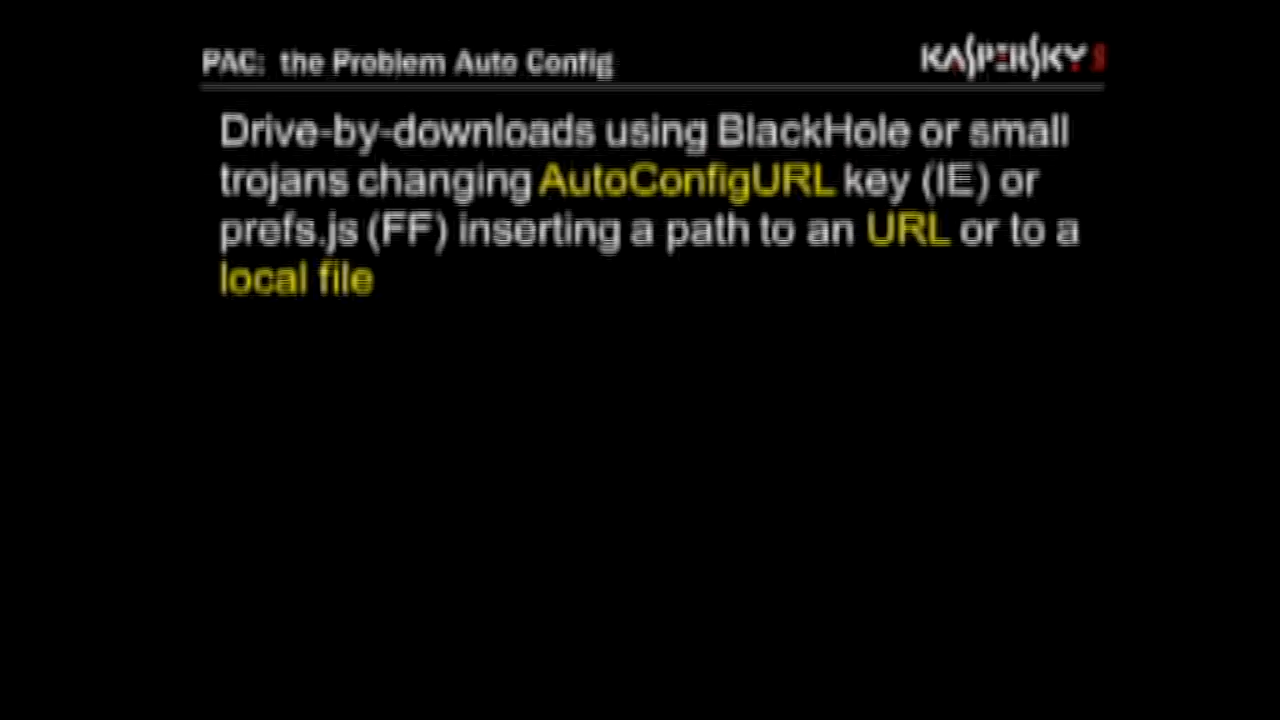 PAC: the Problem Auto Config
KASPERSKY
Drive-by-downloads using BlackHole or small
trojans changing AutoConfigURL key (IE) or
prefs.js (FF) inserting a path to an URL or to a
local file